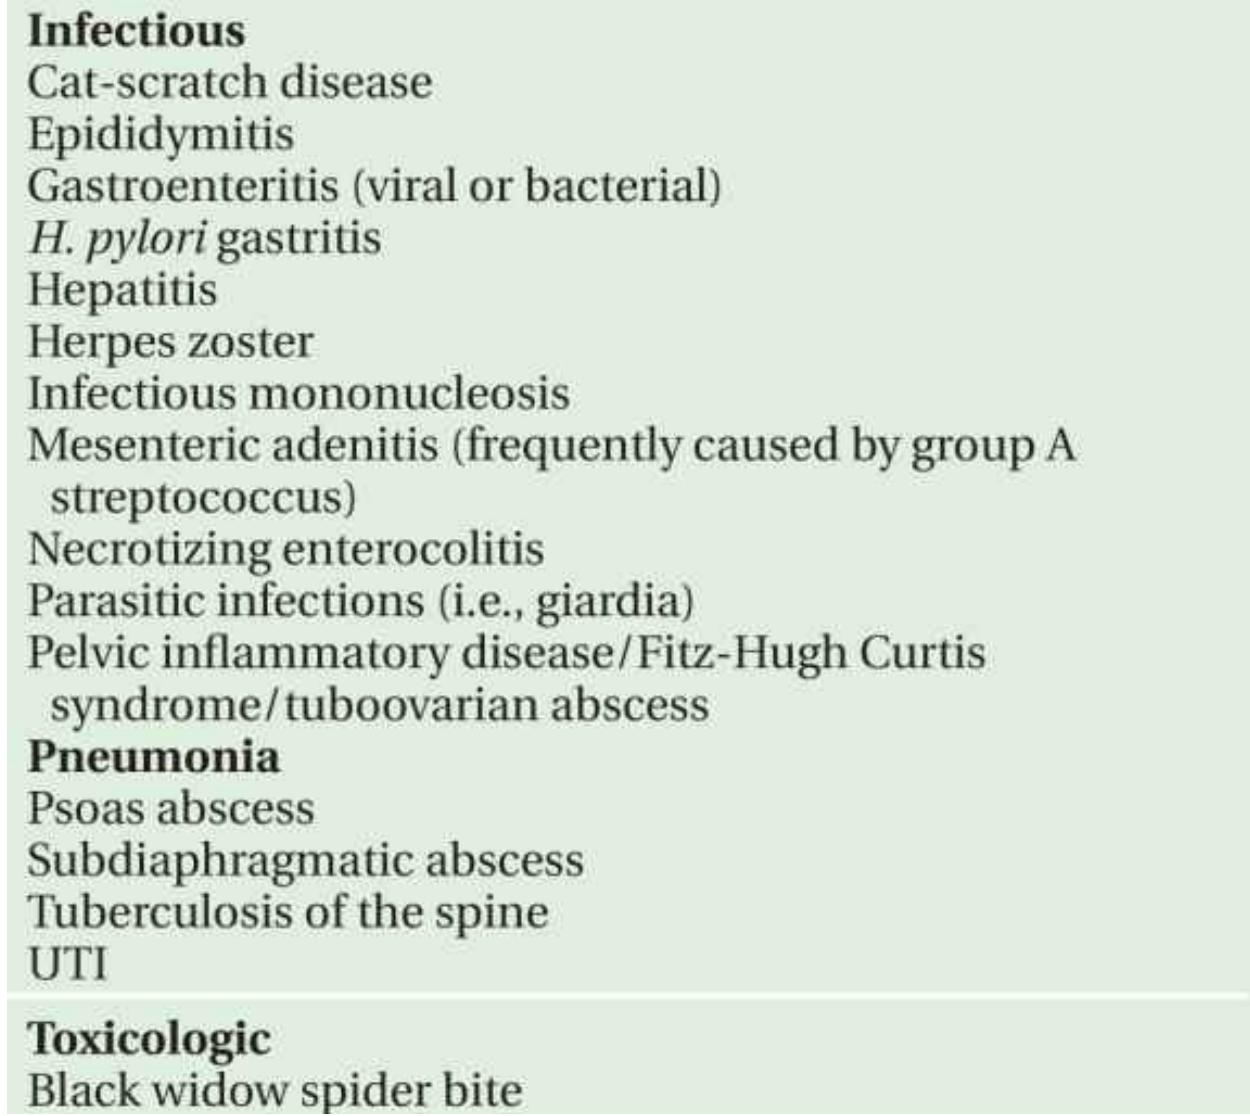 Infectious
Cat-scratch disease
Epididymitis
Gastroenteritis (viral or bacterial)
H. pylori gastritis
Hepatitis
Herpes zoster
Infectious mononucleosis
Mesenteric adenitis (frequently caused by group A
streptococcus)
Necrotizing enterocolitis
Parasitic infections (i.e., giardia)
Pelvic inflammatory disease/Fitz-Hugh Curtis
syndrome/tuboovarian abscess
Pneumonia
Psoas abscess
Subdiaphragmatic abscess
Tuberculosis of the spine
UTI
Toxicologic
Black widow spider bite